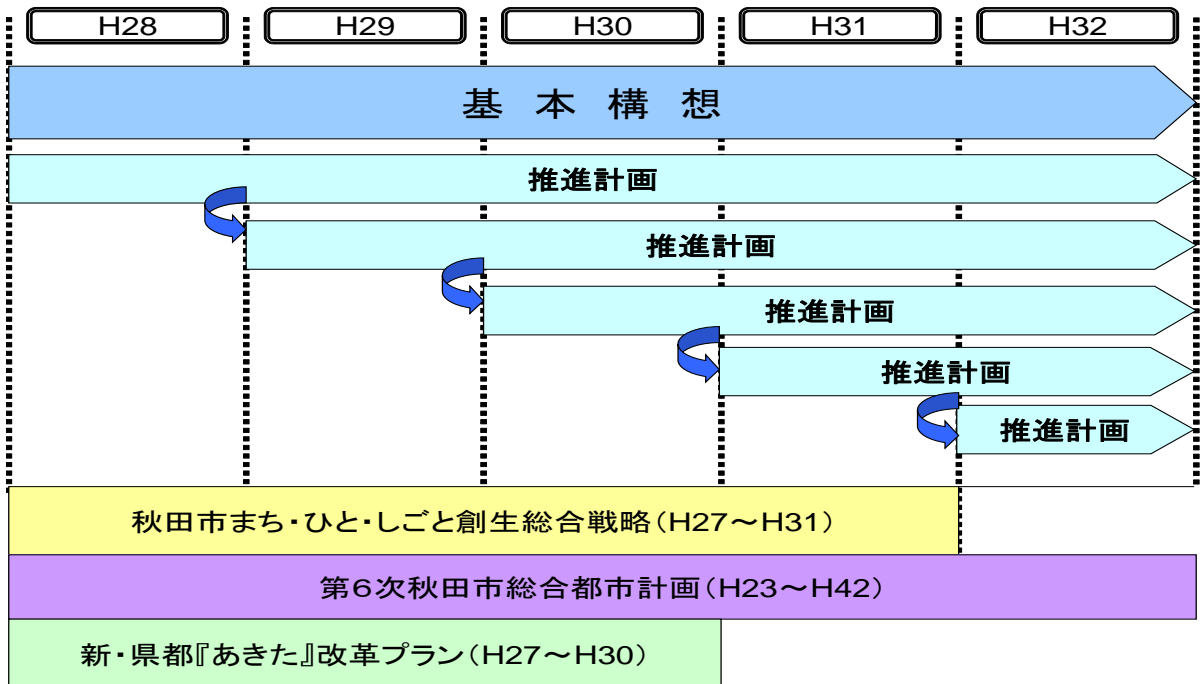 H28
H29
H30
H31
H32
基本構想
推進計画
推進計画
推進計画
推進計画
推進計画
秋田市まち・ひと・しごと創生総合戦略(H27～H31)
第6次秋田市総合都市計画(H23～H42)
新・県都『あきた』改革プラン(H27～H30)